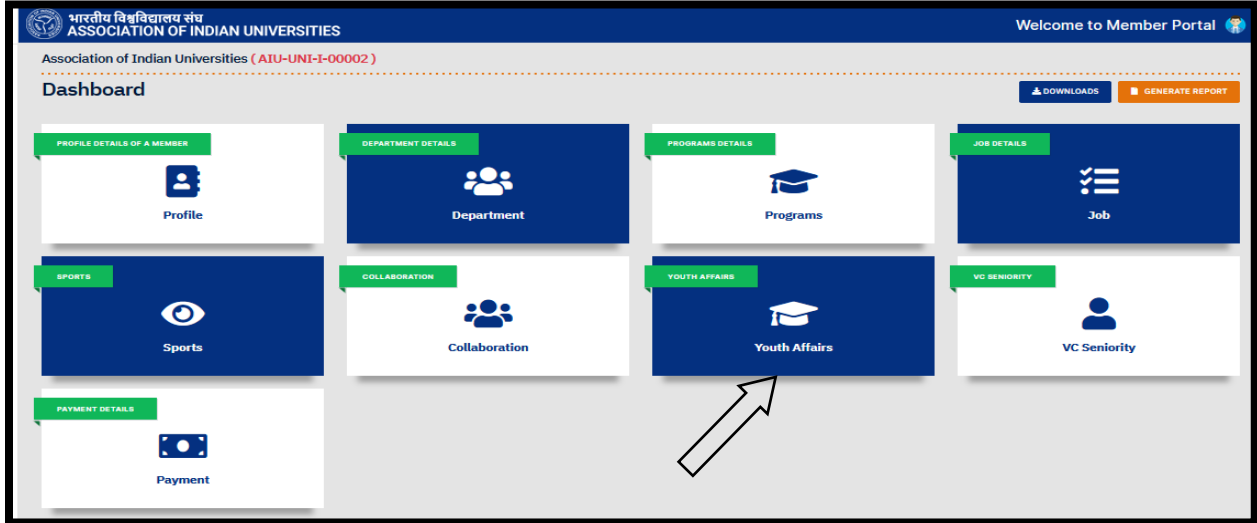 भारतीय विश्वविद्यालय संघ
ASSOCIATION OF INDIAN UNIVERSITIES
Welcome to Member Portal
Association of Indian Universities ( AIU-UNI-I-00002 )
Dashboard
DOWNLOADS
GENERATE REPORT
PROFILE DETAILS OF A MEMBER
Profile
DEPARTMENT DETAILS
Department
PROGRAMS DETAILS
Programs
JOB DETAILS
Job
SPORTS
Sports
COLLABORATION
Collaboration
YOUTH AFFAIRS
Youth Affairs
VC SENIORITY
VC Seniority
PAYMENT DETAILS
Payment